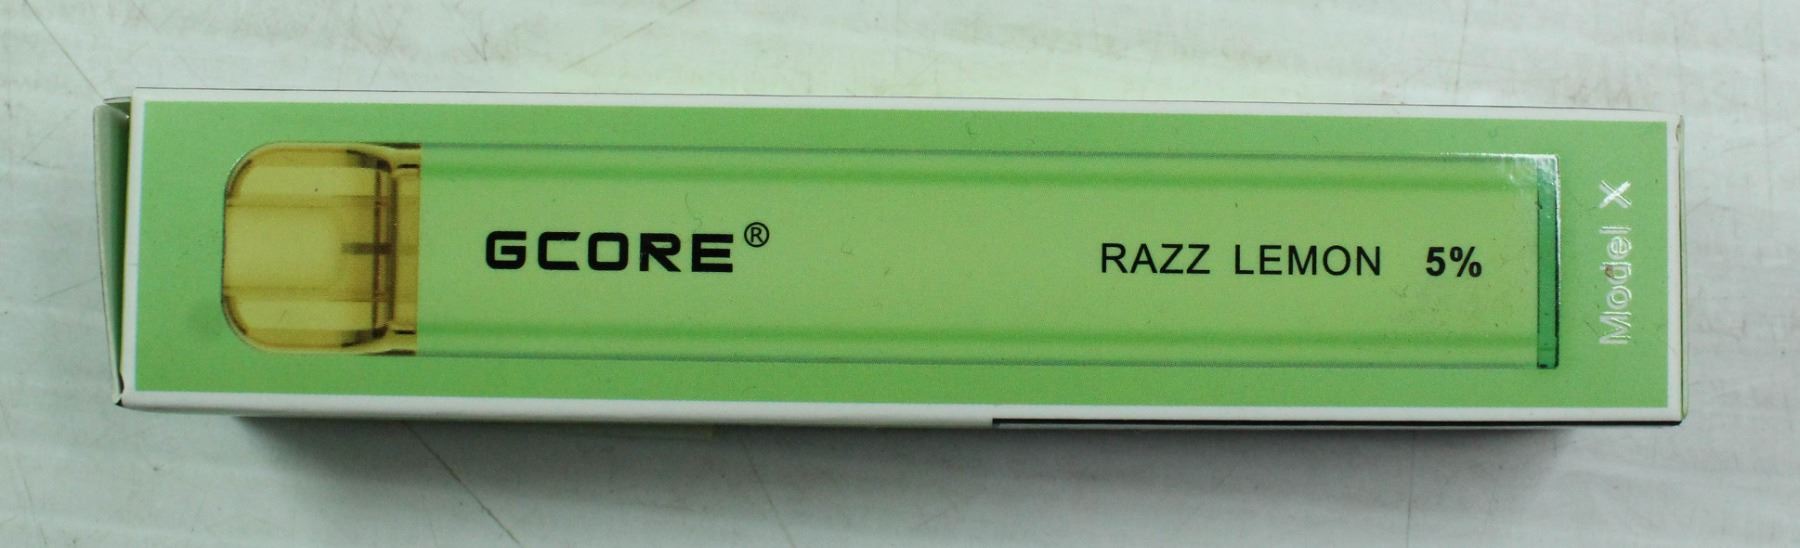 GCORE®
RAZZ LEMON 5%
Model X